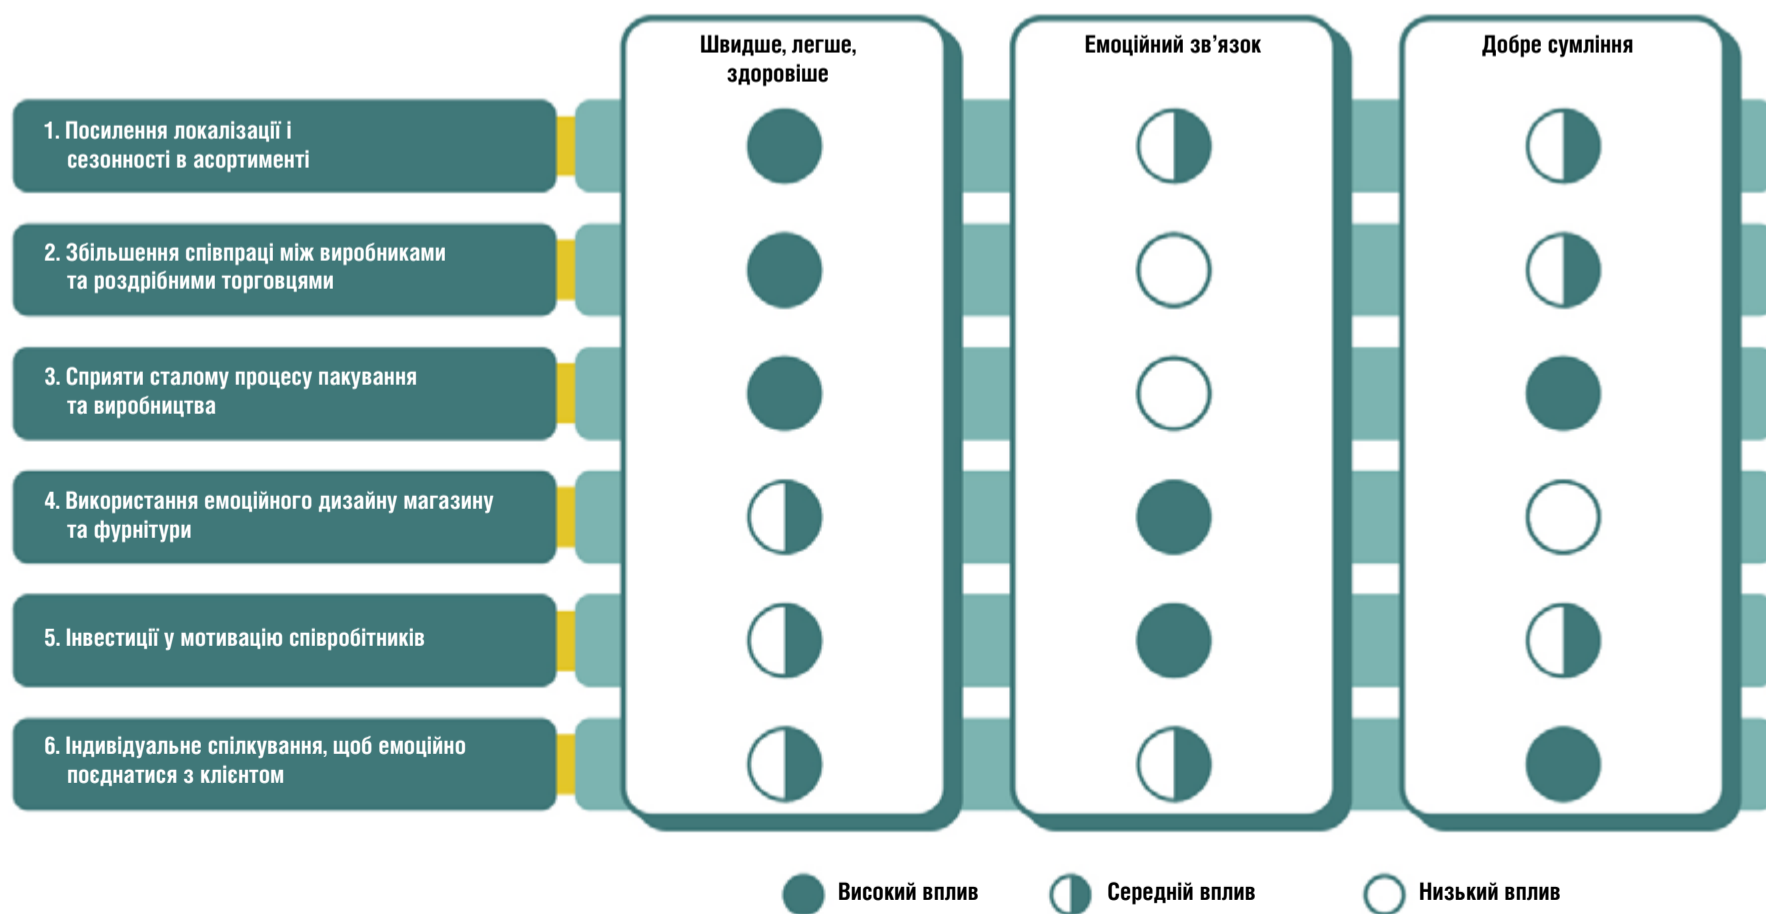 Швидше, легше,
здоровіше
Емоційний зв’язок
Добре сумління
1. Посилення локалізації і
сезонності в асортименті
2. Збільшення співпраці між виробниками
та роздрібними торговцями
3. Сприяти сталому процесу пакування
та виробництва
4. Використання емоційного дизайну магазину
та фурнітури
5. Інвестиції у мотивацію співробітників
6. Індивідуальне спілкування, щоб емоційно
поєднатися з клієнтом
Високий вплив
Середній вплив
Низький вплив